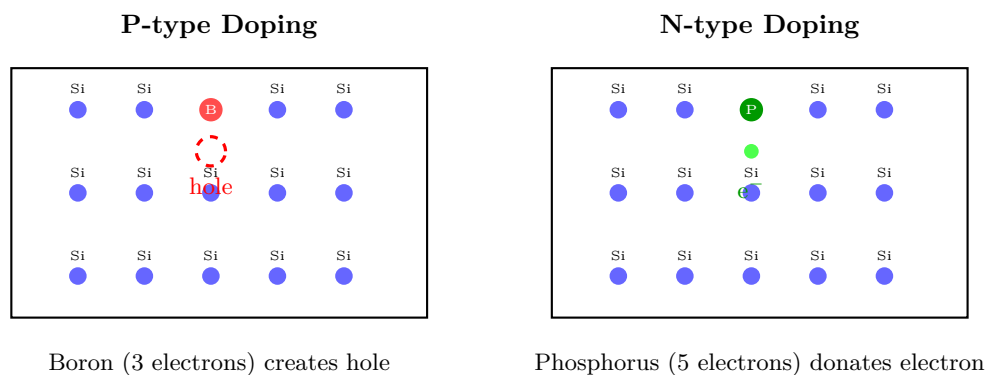 P-type Doping
Si Si B Si Si
Si Si Si Si Si
hole
Si Si Si Si Si
Boron (3 electrons) creates hole
N-type Doping
Si Si P Si Si
Si Si Si Si Si
e⁻
Si Si Si Si Si
Phosphorus (5 electrons) donates electron